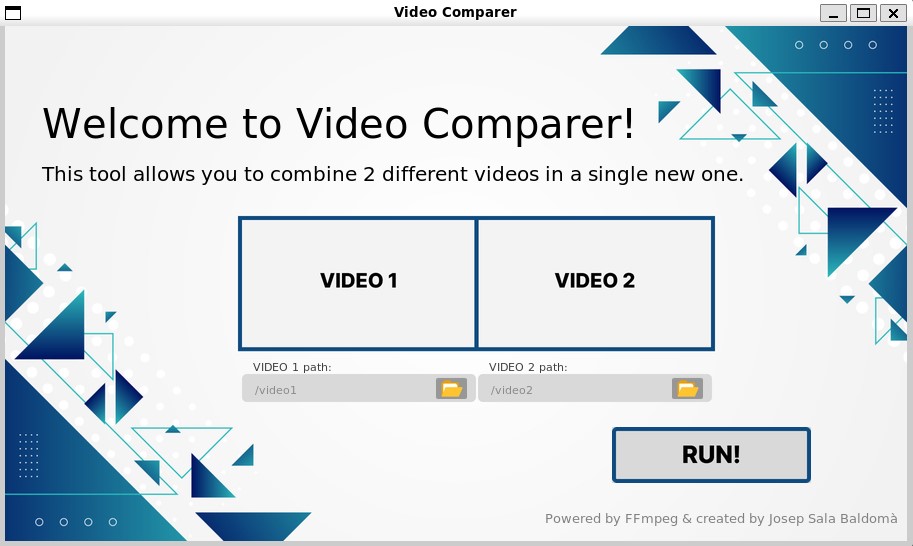 Video Comparer
Welcome to Video Comparer!
This tool allows you to combine 2 different videos in a single new one.
VIDEO 1 VIDEO 2
VIDEO 1 path: VIDEO 2 path:
/video1 /video2
RUN!
Powered by FFmpeg & created by Josep Sala Baldomà